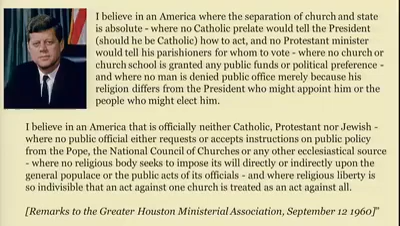 I believe in an America where the separation of church and state
is absolute - where no Catholic prelate would tell the President
(should he be Catholic) how to act, and no Protestant minister
would tell his parishioners for whom to vote - where no church or
church school is granted any public funds or political preference -
and where no man is denied public office merely because his
religion differs from the President who might appoint him or the
people who might elect him.
I believe in an America that is officially neither Catholic, Protestant nor Jewish -
where no public official either requests or accepts instructions on public policy
from the Pope, the National Council of Churches or any other ecclesiastical source
- where no religious body seeks to impose its will directly or indirectly upon the
general populace or the public acts of its officials - and where religious liberty is
so indivisible that an act against one church is treated as an act against all.
[Remarks to the Greater Houston Ministerial Association, September 12 1960]"